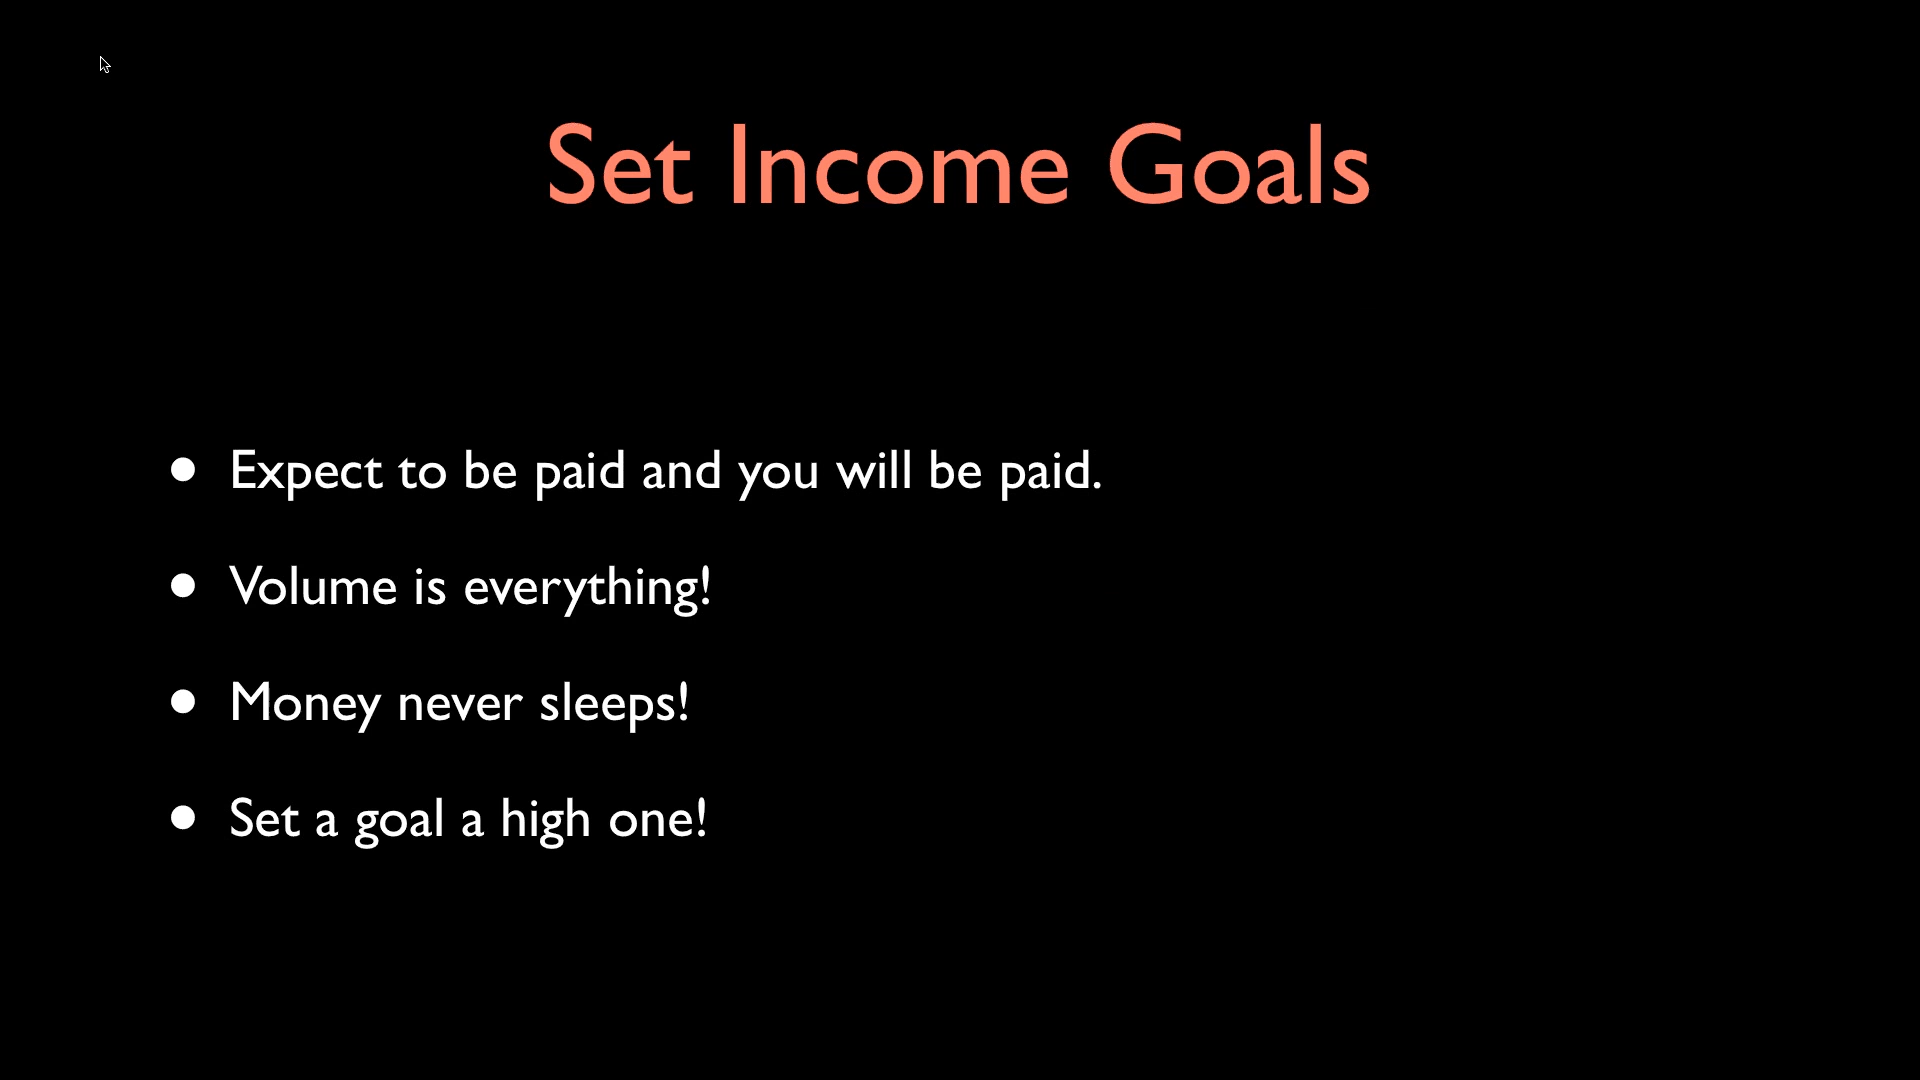 Set Income Goals
• Expect to be paid and you will be paid.
• Volume is everything!
• Money never sleeps!
• Set a goal a high one!